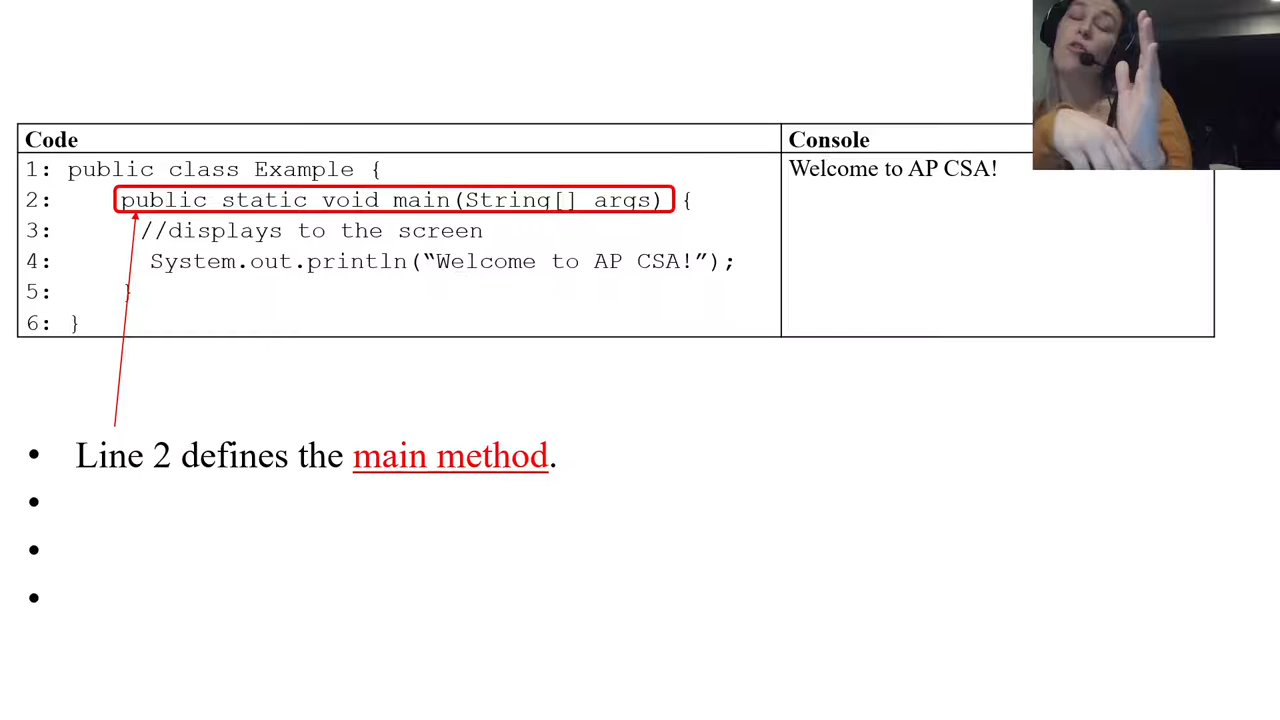 Code
Console
1: public class Example {
2: public static void main(String[] args) {
3: //displays to the screen
4: System.out.println(“Welcome to AP CSA!”);
5: }
6: }
Welcome to AP CSA!
• Line 2 defines the main method.
•
•
•